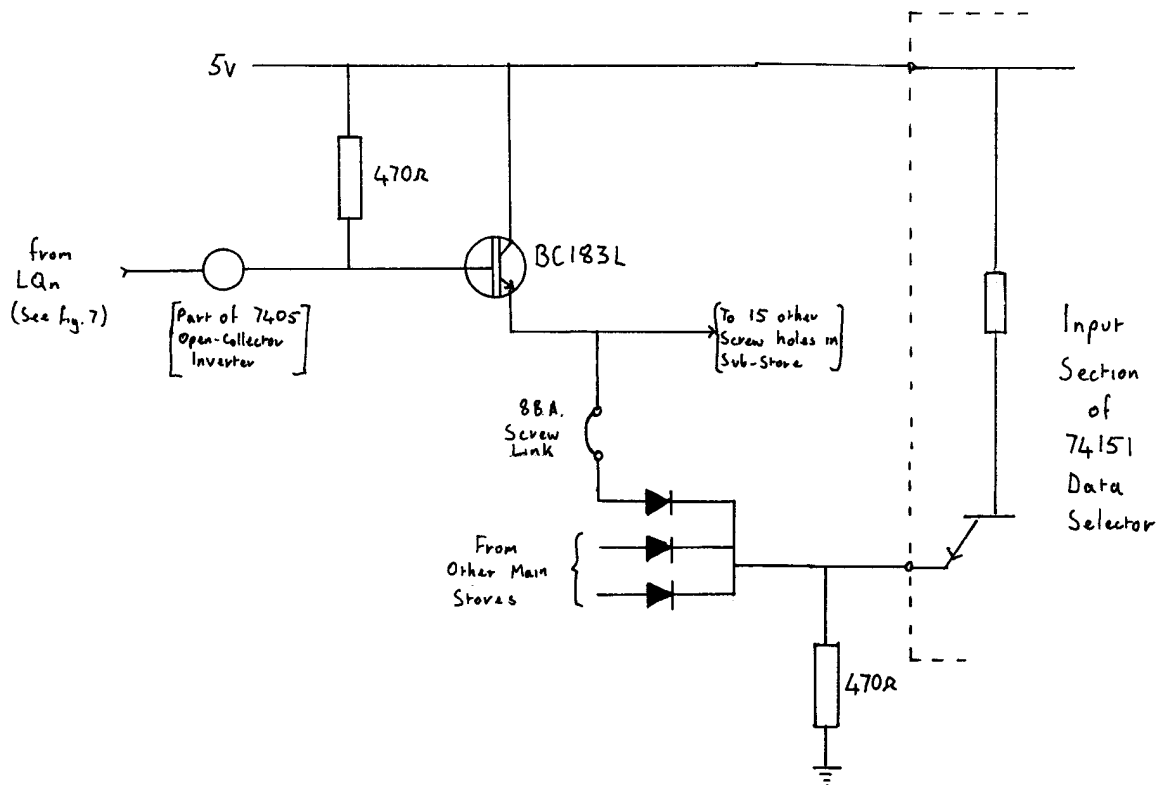 5v
470Ω
BC183L
from
LQn
(See fig. 7)
[Part of 7405]
Open-Collector
Inverter
[To 15 other
Screw holes in
Sub-Store]
8B.A.
Screw
Link
From
Other Main
Stores
470Ω
Input
Section
of
74151
Data
Selector